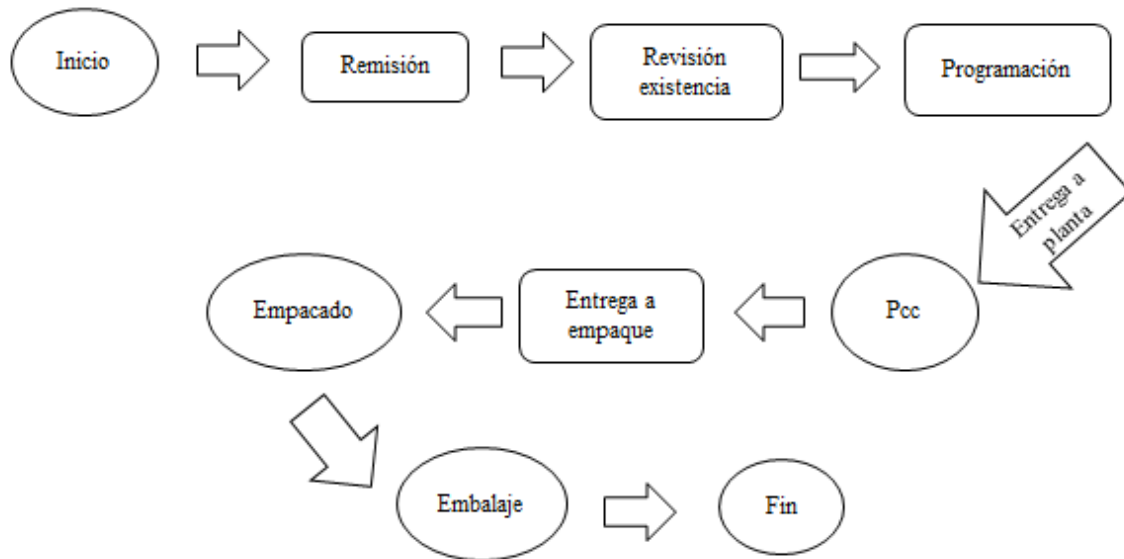 Inicio
Remisión
Revisión
existencia
Programación
Entrega a
planta
Pcc
Entrega a
empaque
Empacado
Embalaje
Fin